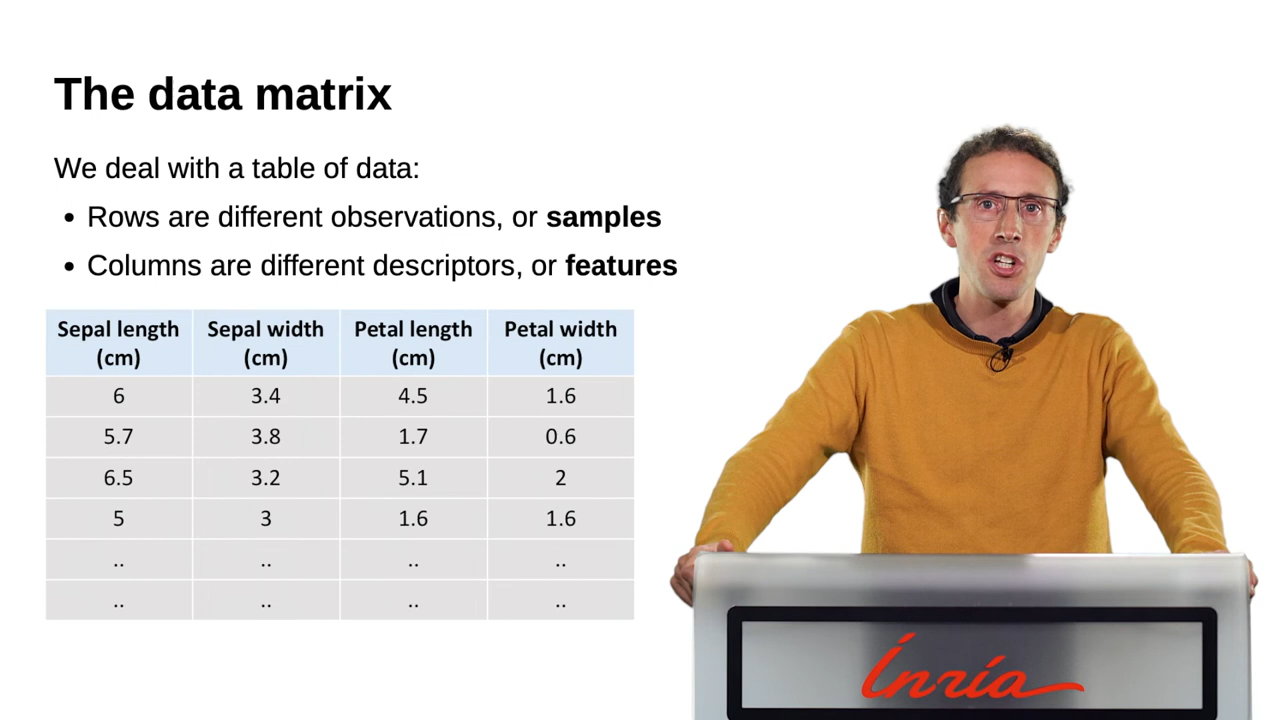 The data matrix
We deal with a table of data:
• Rows are different observations, or samples
• Columns are different descriptors, or features
Sepal length (cm) Sepal width (cm) Petal length (cm) Petal width (cm)
6 3.4 4.5 1.6
5.7 3.8 1.7 0.6
6.5 3.2 5.1 2
5 3 1.6 1.6
.. .. .. ..
.. .. .. ..
Inria